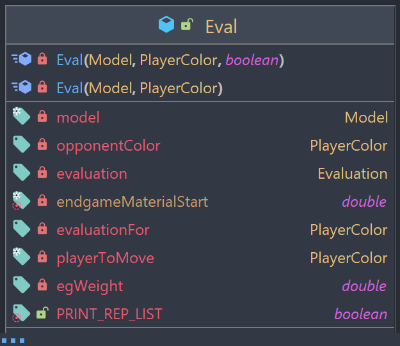 Eval
Eval(Model, PlayerColor, boolean)
Eval(Model, PlayerColor)
model Model
opponentColor PlayerColor
evaluation Evaluation
endgameMaterialStart double
evaluationFor PlayerColor
playerToMove PlayerColor
egWeight double
PRINT_REP_LIST boolean